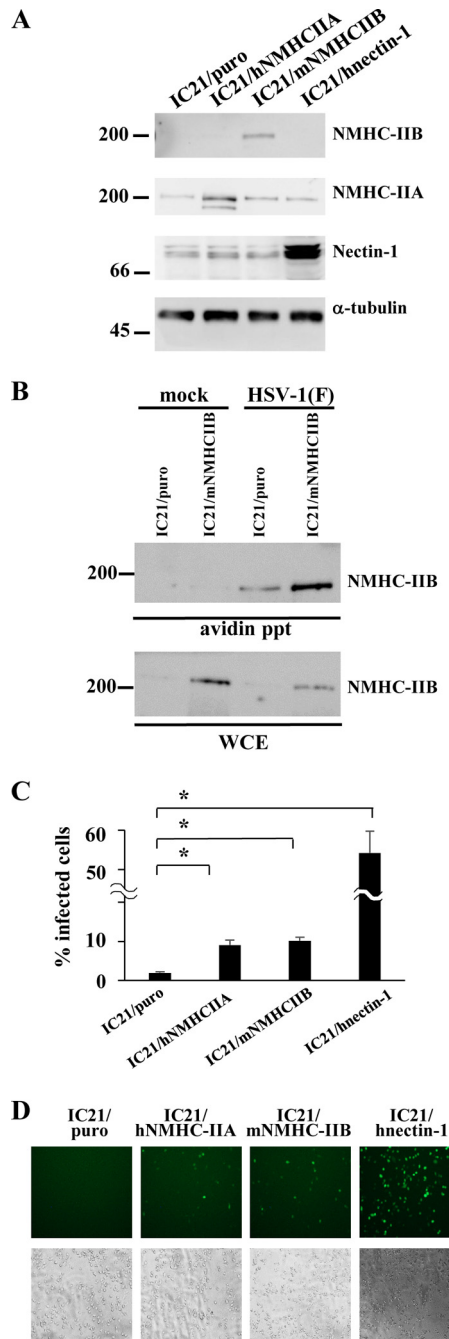 A
IC21/puro
IC21/hNMHCIIA
IC21/mNMHCIIB
IC21/hnectin-1
200
NMHC-IIB
200
NMHC-IIA
66
Nectin-1
45
α-tubulin
B
mock HSV-1(F)
IC21/puro
IC21/mNMHCIIB
IC21/puro
IC21/mNMHCIIB
200
NMHC-IIB
avidin ppt
200
NMHC-IIB
WCE
C
% infected cells
60
50
10
0
*
*
*
IC21/puro
IC21/hNMHCIIA
IC21/mNMHCIIB
IC21/hnectin-1
D
IC21/
puro
IC21/
hNMHC-IIA
IC21/
mNMHC-IIB
IC21/
hnectin-1